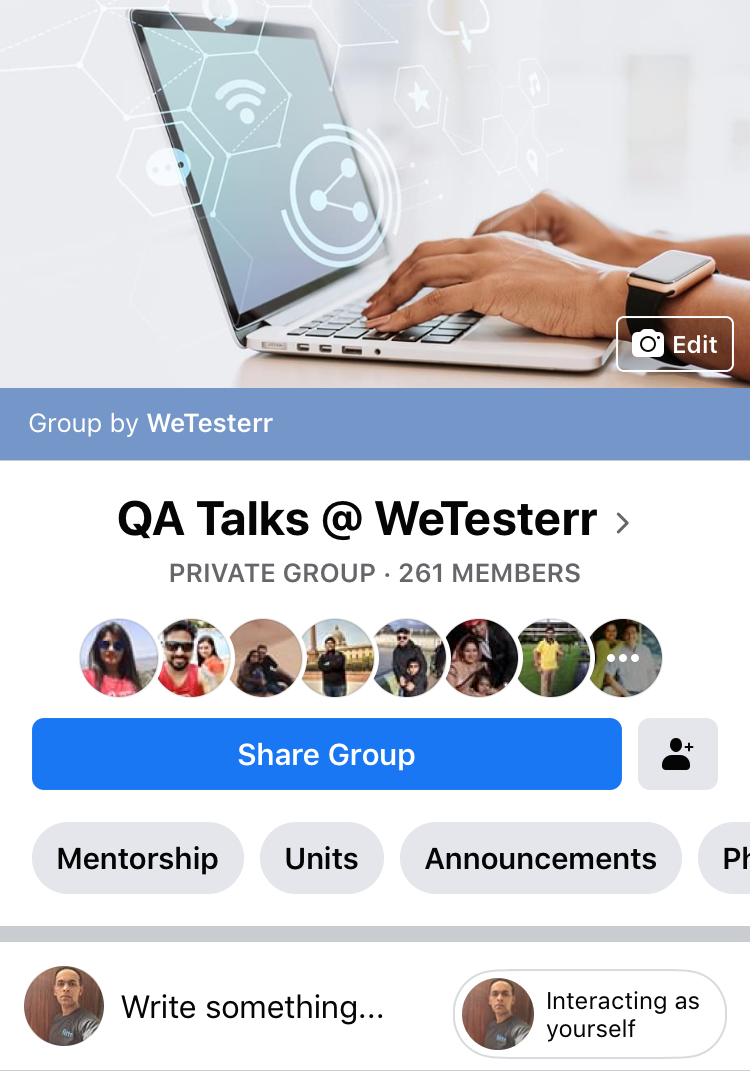 Edit
Group by WeTesterr
QA Talks @ WeTesterr
PRIVATE GROUP · 261 MEMBERS
Share Group
Mentorship
Units
Announcements
Ph
Write something...
Interacting as
yourself